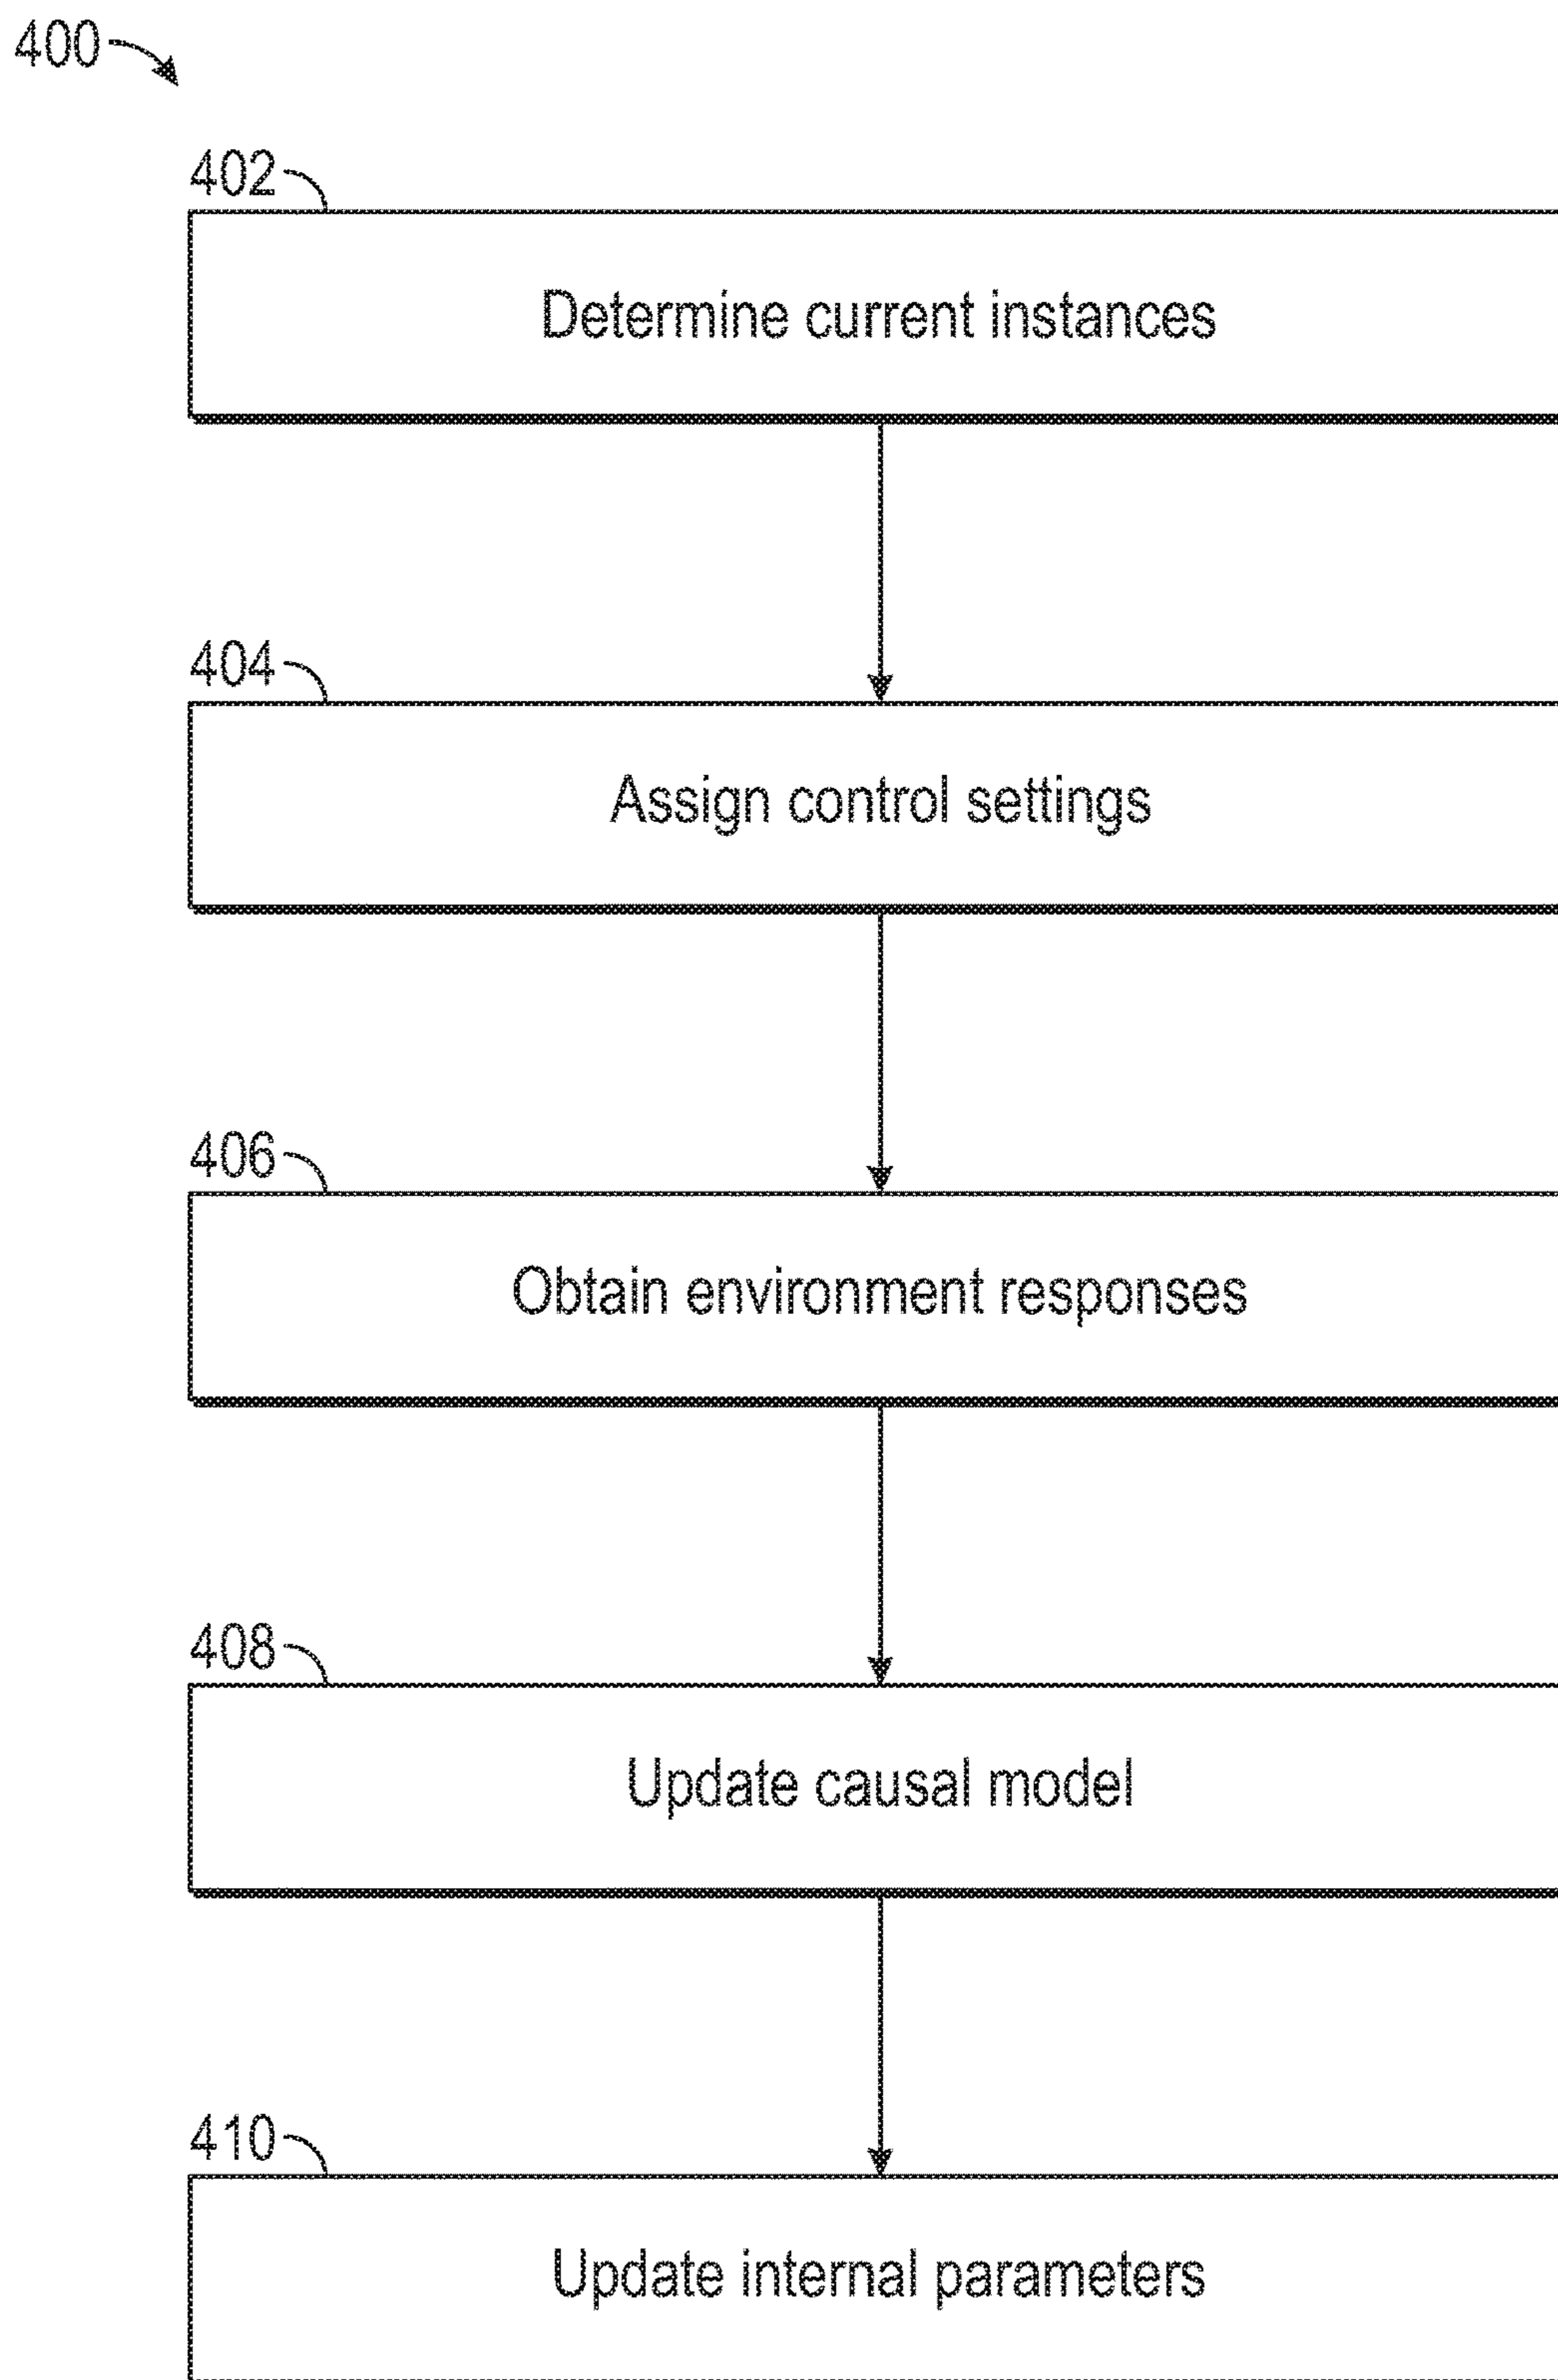 400
402
Determine current instances
404
Assign control settings
406
Obtain environment responses
408
Update causal model
410
Update internal parameters